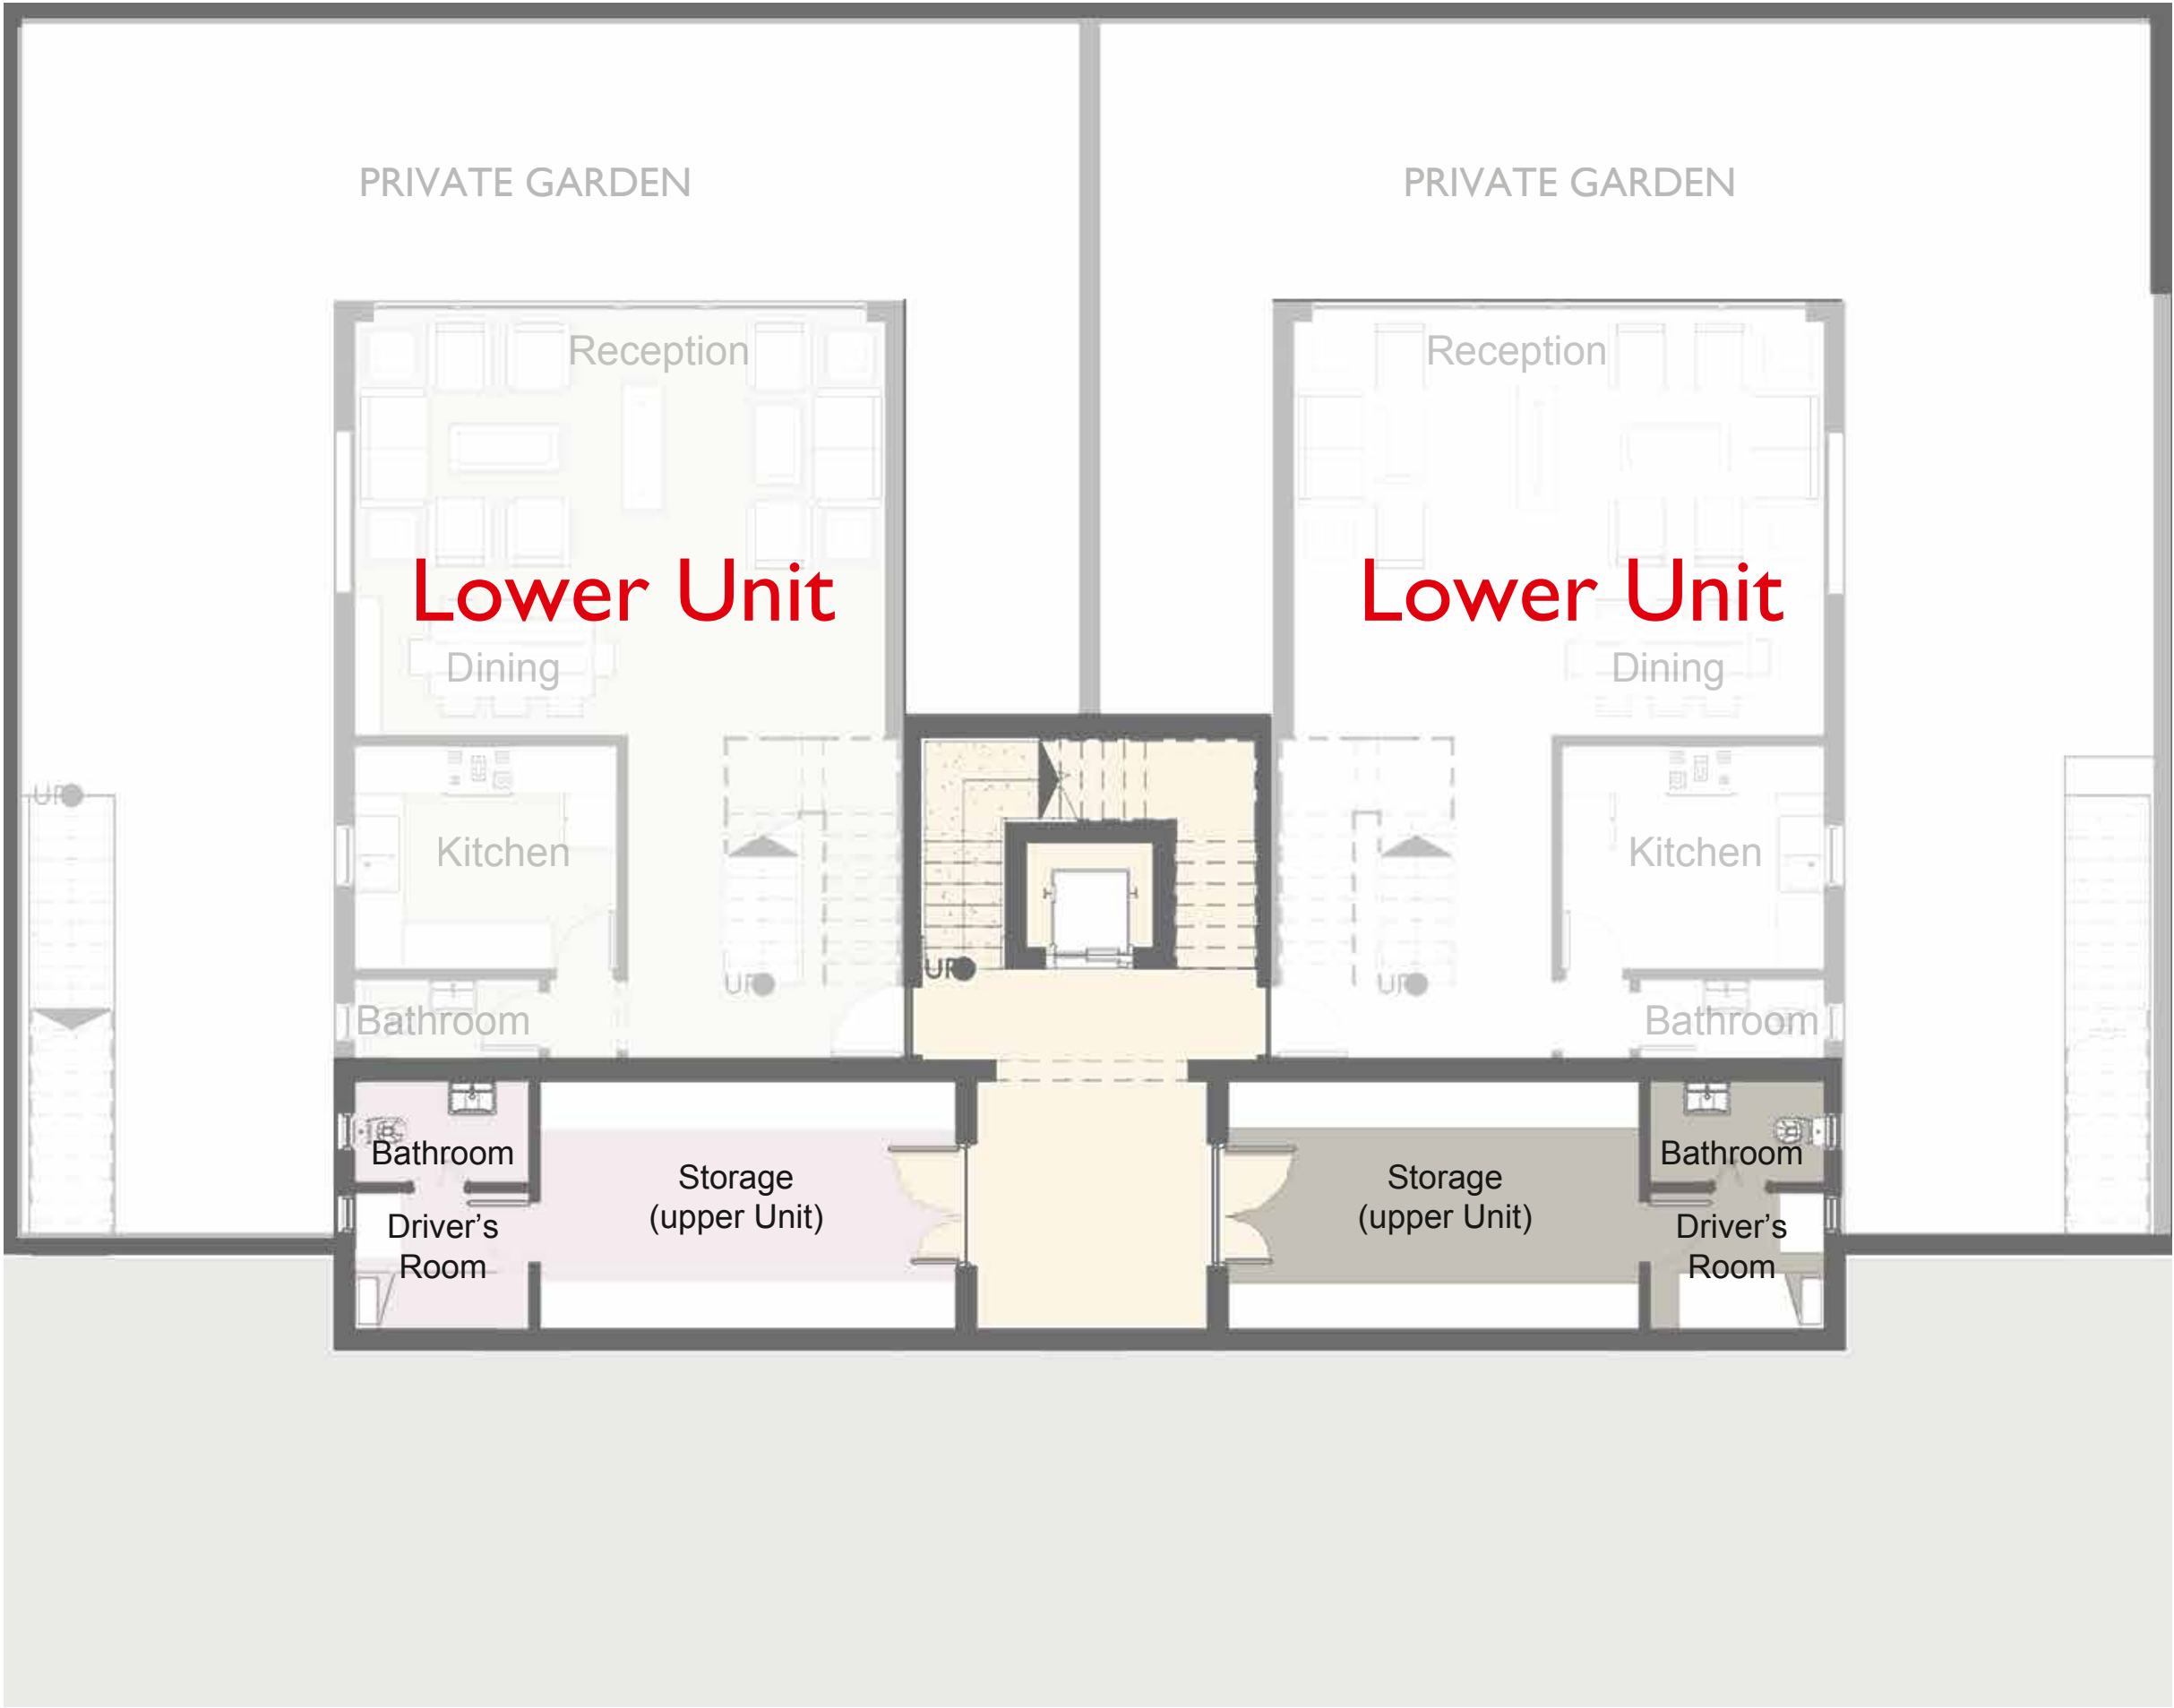 PRIVATE GARDEN
PRIVATE GARDEN
Reception
Reception
Lower Unit
Lower Unit
Dining
Dining
UP
Kitchen
Kitchen
UP
UP
UP
Bathroom
Bathroom
Bathroom
Storage
(upper Unit)
Driver's
Room
Storage
(upper Unit)
Bathroom
Driver's
Room